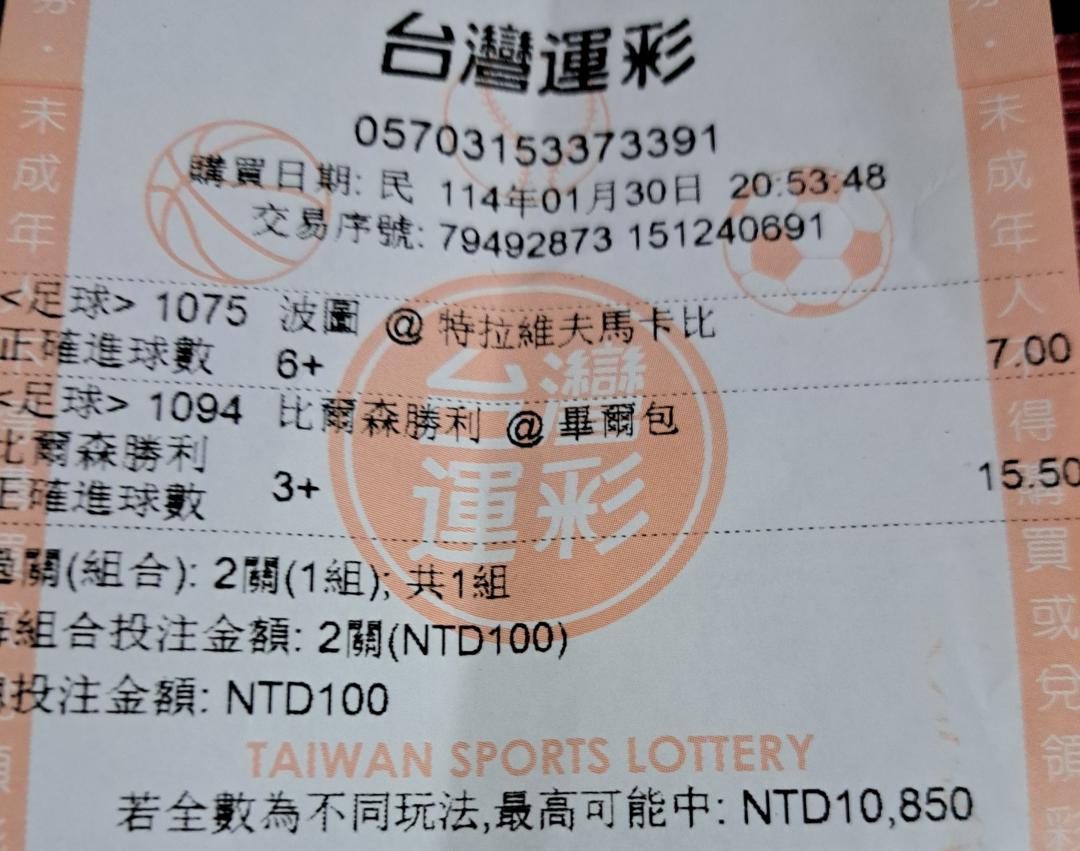 台灣運彩
05703153373391
購買日期: 民 114年01月30日 20:53:48
交易序號: 79492873 151240691
<足球> 1075 波圖 @ 特拉維夫馬卡比
正確進球數 6+ 7.00
<足球> 1094 比爾森勝利 @ 畢爾包
比爾森勝利
正確進球數 3+ 15.50
台灣運彩
過關(組合): 2關(1組); 共1組
每組合投注金額: 2關(NTD100)
總投注金額: NTD100
TAIWAN SPORTS LOTTERY
若全數為不同玩法,最高可能中: NTD10,850
未成年人不得購買或兌領